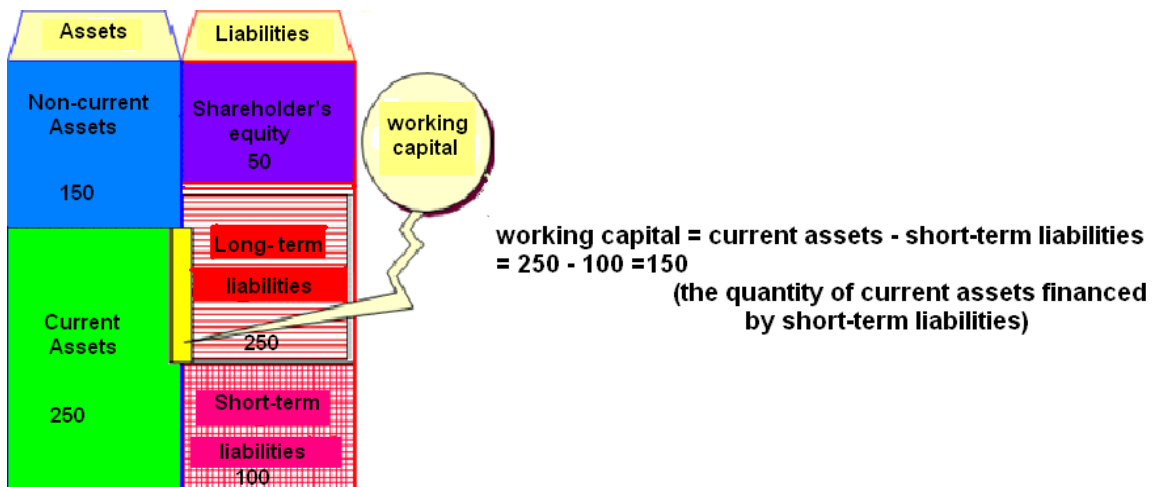 Assets
Liabilities
Non-current
Assets
150
Shareholder's
equity
50
working
capital
Long- term
liabilities
250
Current
Assets
250
Short-term
liabilities
100
working capital = current assets - short-term liabilities
= 250 - 100 =150
(the quantity of current assets financed
by short-term liabilities)